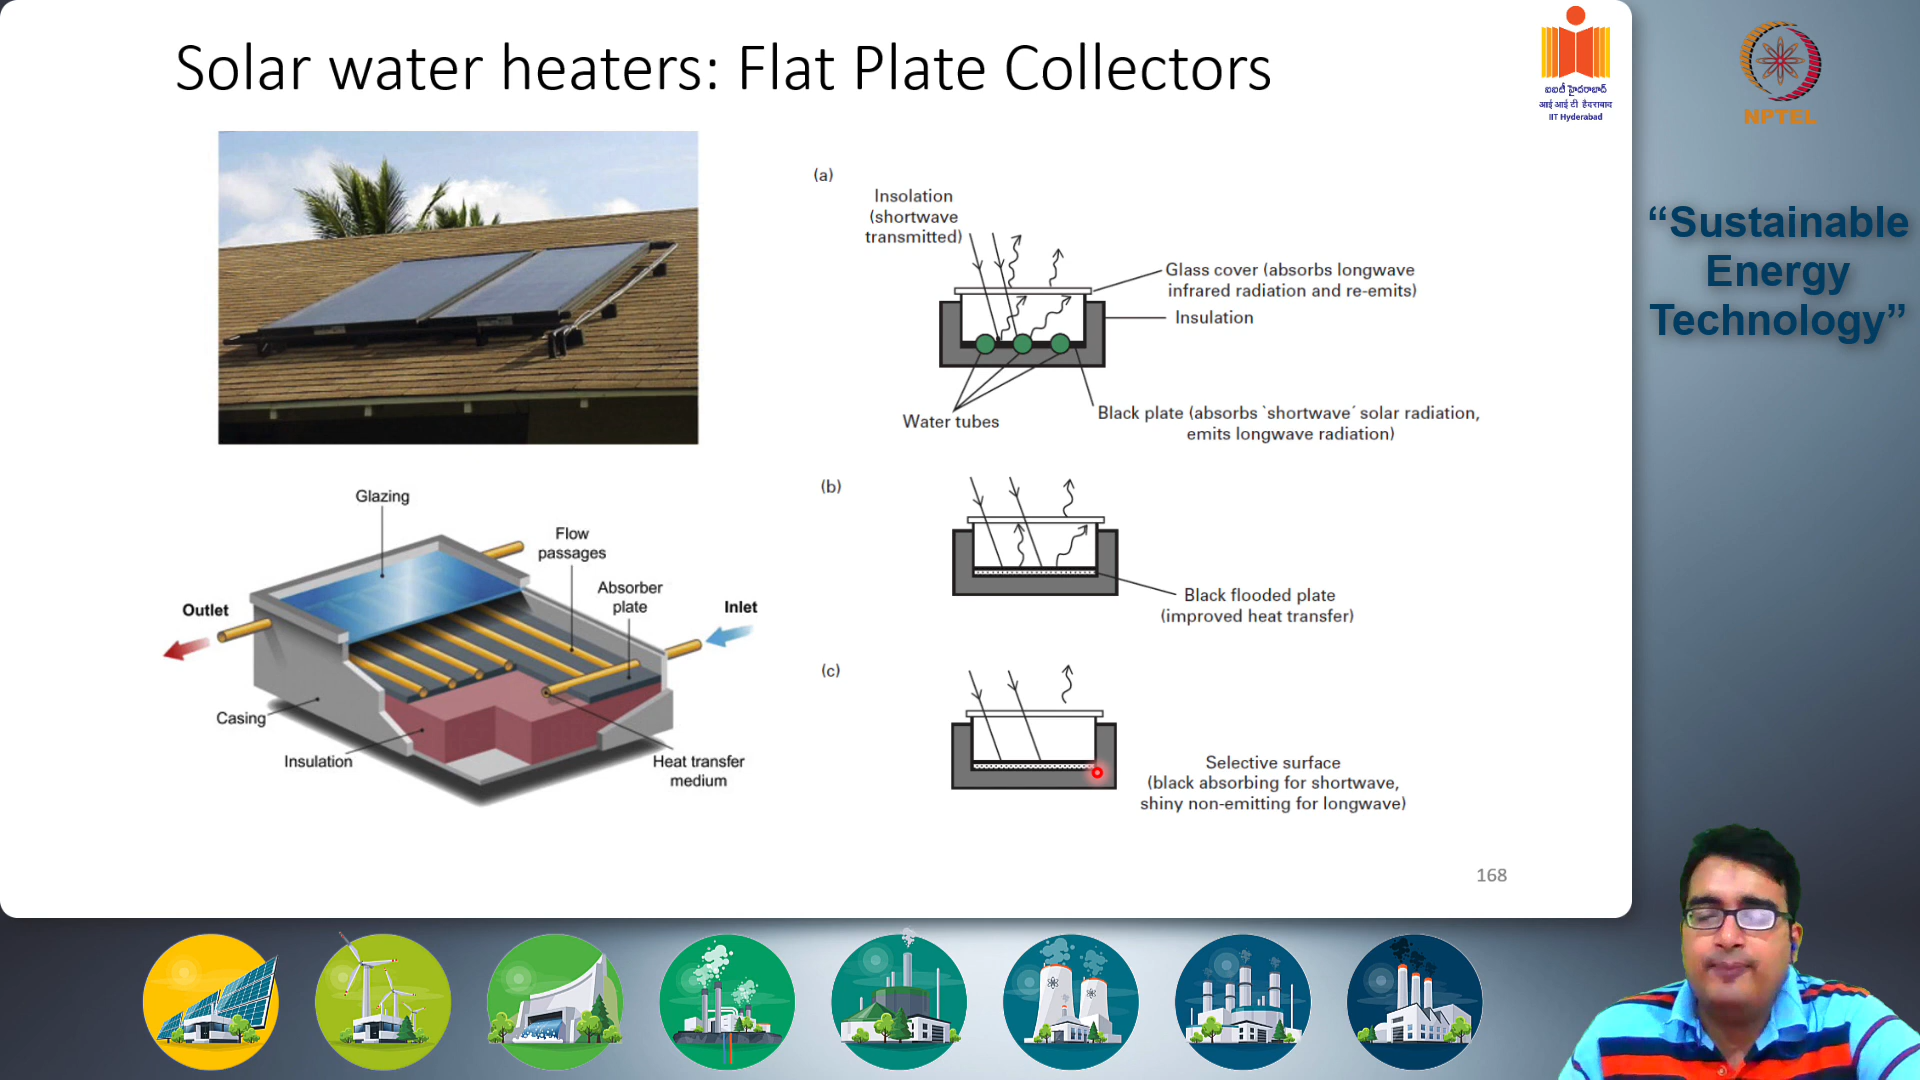 Solar water heaters: Flat Plate Collectors
ఐఐటీ హైదరాబాద్
आई आई टी हैदराबाद
IIT Hyderabad
NPTEL
“Sustainable
Energy
Technology”
(a)
Insolation
(shortwave
transmitted)
Glass cover (absorbs longwave
infrared radiation and re-emits)
Insulation
Water tubes
Black plate (absorbs `shortwave´ solar radiation,
emits longwave radiation)
(b)
Black flooded plate
(improved heat transfer)
(c)
Selective surface
(black absorbing for shortwave,
shiny non-emitting for longwave)
Glazing
Flow
passages
Absorber
plate
Outlet
Inlet
Casing
Insulation
Heat transfer
medium
168